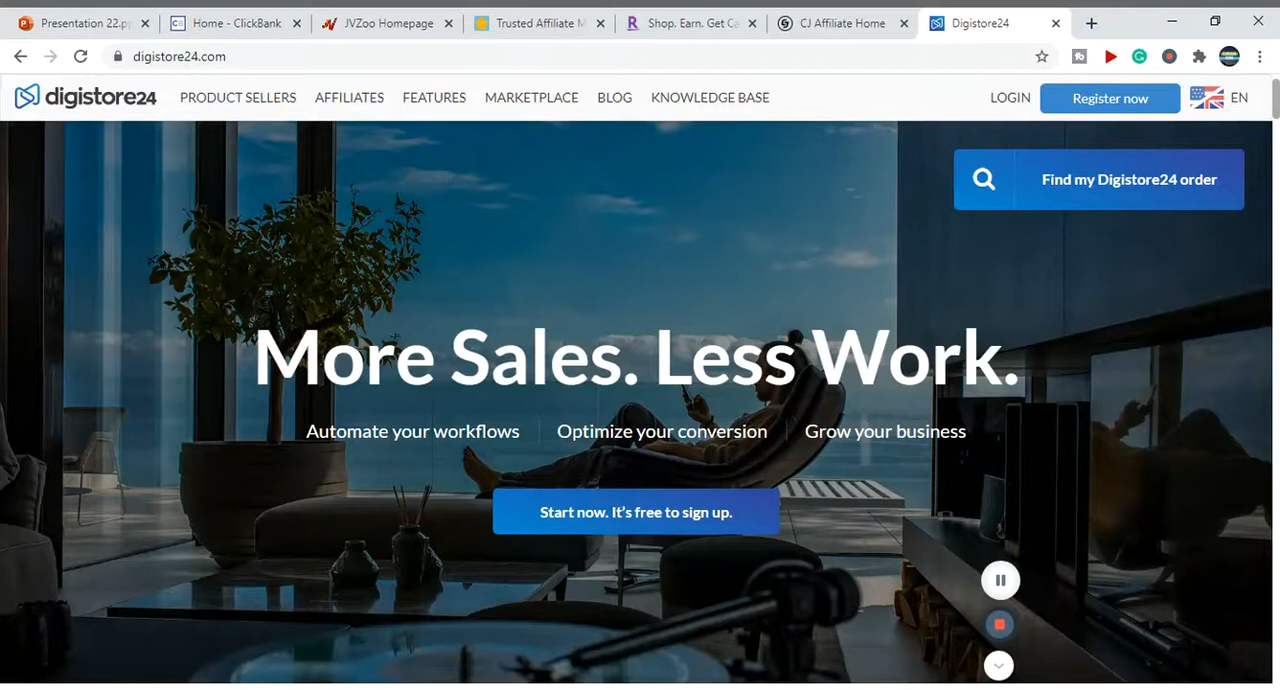 Presentation 22.p
Home - ClickBank
JVZoo Homepage
Trusted Affiliate M
Shop. Earn. Get Ca
CJ Affiliate Home
Digistore24
digistore24.com
digistore24
PRODUCT SELLERS
AFFILIATES
FEATURES
MARKETPLACE
BLOG
KNOWLEDGE BASE
LOGIN
Register now
EN
Find my Digistore24 order
More Sales. Less Work.
Automate your workflows
Optimize your conversion
Grow your business
Start now. It's free to sign up.